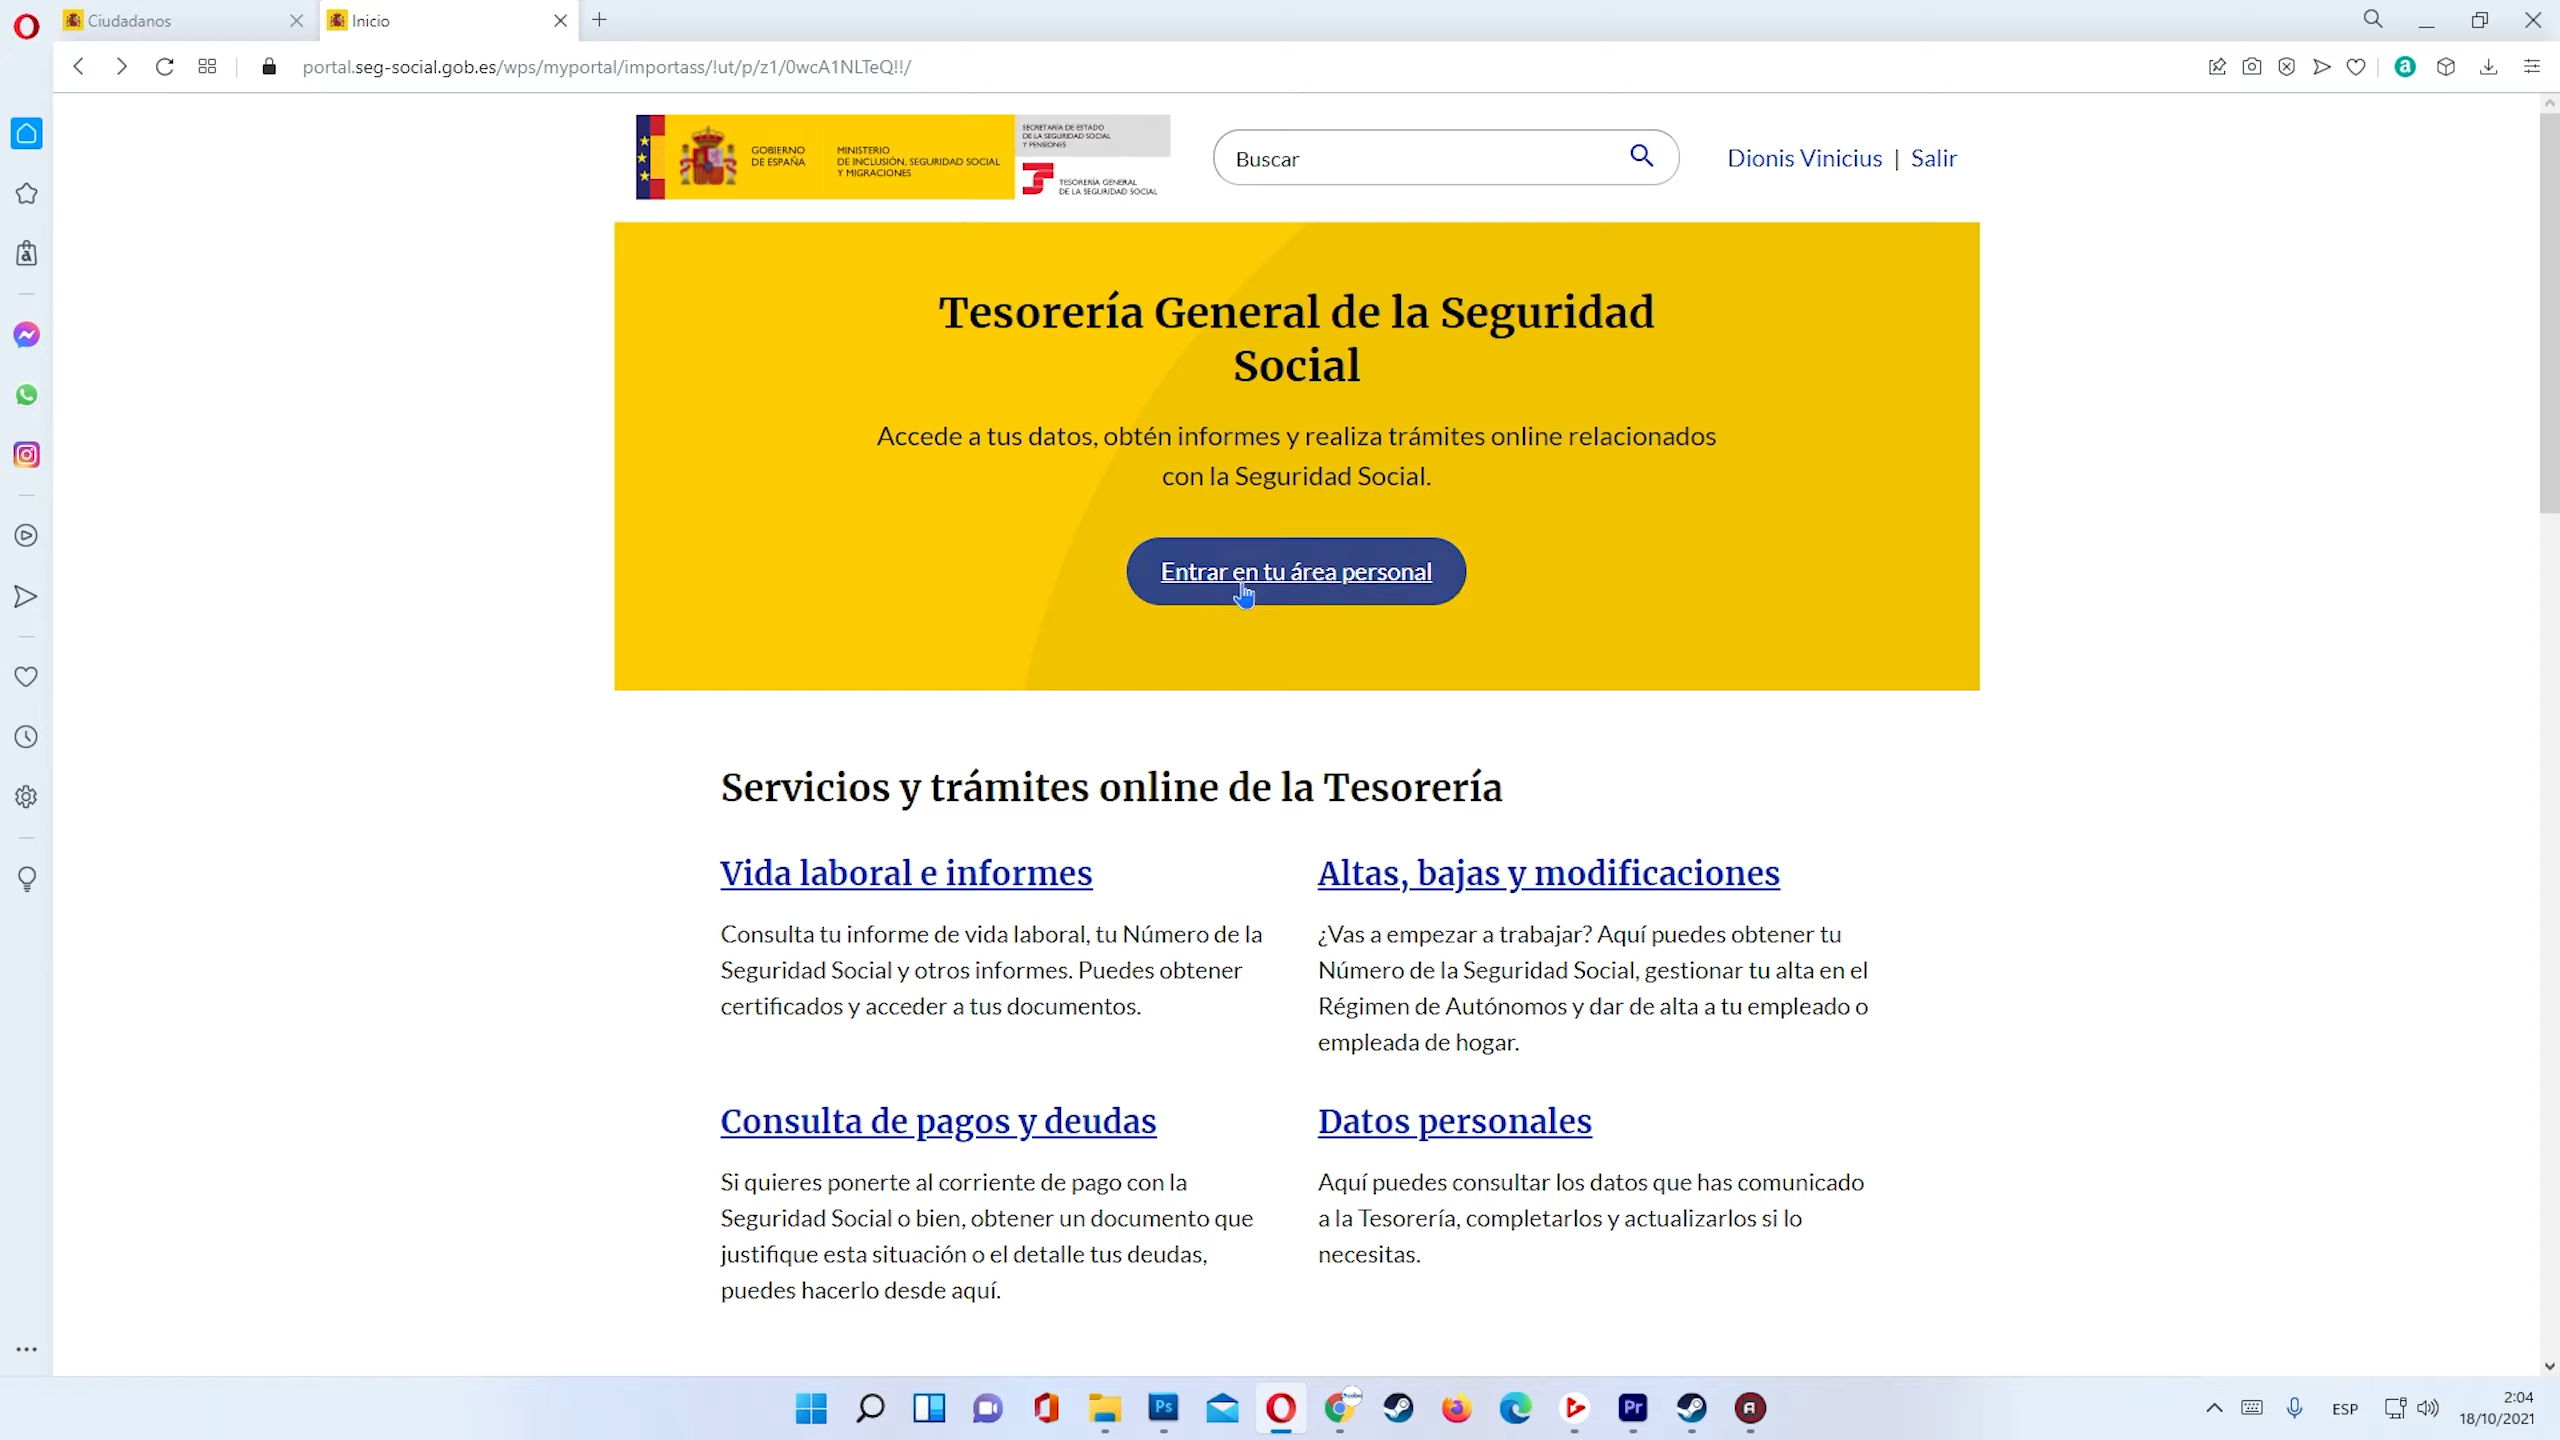 Ciudadanos
Inicio
portal.seg-social.gob.es/wps/myportal/importass/!ut/p/z1/0wcA1NLTeQ!!/
GOBIERNO
DE ESPAÑA
MINISTERIO
DE INCLUSIÓN, SEGURIDAD SOCIAL
Y MIGRACIONES
SECRETARÍA DE ESTADO
DE LA SEGURIDAD SOCIAL
Y PENSIONES
TESORERÍA GENERAL
DE LA SEGURIDAD SOCIAL
Buscar
Dionis Vinicius | Salir
Tesorería General de la Seguridad
Social
Accede a tus datos, obtén informes y realiza trámites online relacionados
con la Seguridad Social.
Entrar en tu área personal
Servicios y trámites online de la Tesorería
Vida laboral e informes
Consulta tu informe de vida laboral, tu Número de la
Seguridad Social y otros informes. Puedes obtener
certificados y acceder a tus documentos.
Altas, bajas y modificaciones
¿Vas a empezar a trabajar? Aquí puedes obtener tu
Número de la Seguridad Social, gestionar tu alta en el
Régimen de Autónomos y dar de alta a tu empleado o
empleada de hogar.
Consulta de pagos y deudas
Si quieres ponerte al corriente de pago con la
Seguridad Social o bien, obtener un documento que
justifique esta situación o el detalle tus deudas,
puedes hacerlo desde aquí.
Datos personales
Aquí puedes consultar los datos que has comunicado
a la Tesorería, completarlos y actualizarlos si lo
necesitas.
Ps
Pr
ESP
2:04
18/10/2021